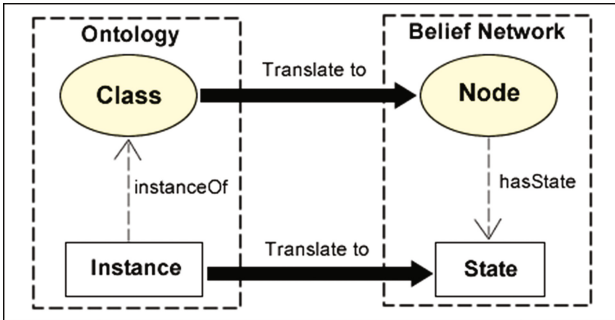 Ontology
Belief Network
Translate to
Class
Node
instanceOf
hasState
Translate to
Instance
State